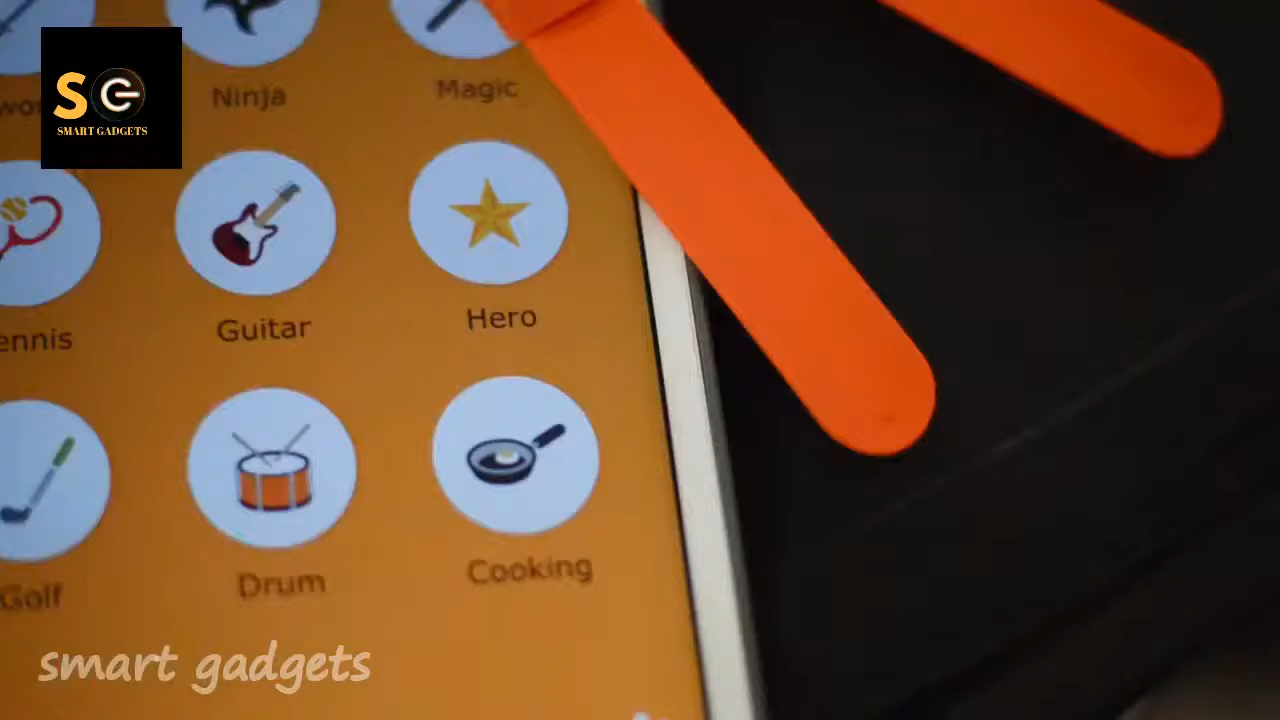 SG
SMART GADGETS
Ninja
Magic
Guitar
Hero
Golf
Drum
Cooking
smart gadgets